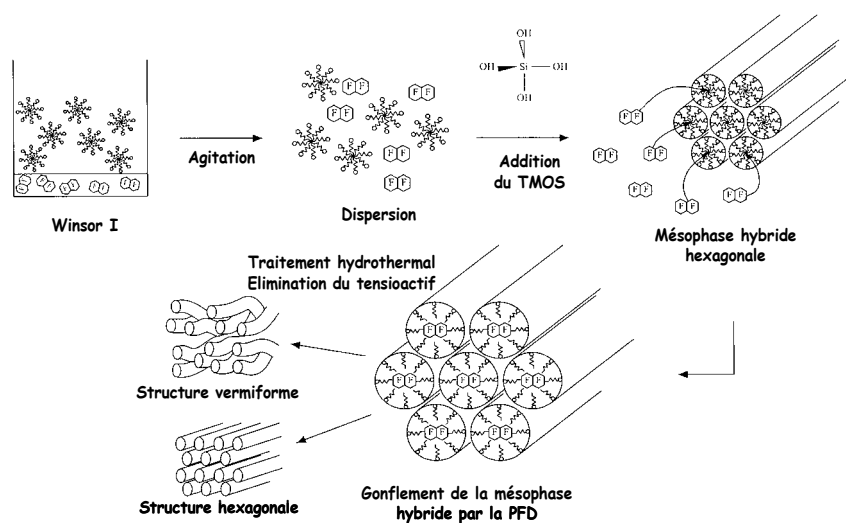 OH
OH
Si
OH
OH
F F
F F
F F
F F
F F
F F
F F
F F
F F
F F
F F
Agitation
Addition
du TMOS
Winsor I
Dispersion
Mésophase hybride
hexagonale
Traitement hydrothermal
Elimination du tensioactif
F F
F F
F F
F F
F F
F F
F F
Structure vermiforme
Structure hexagonale
Gonflement de la mésophase
hybride par la PFD